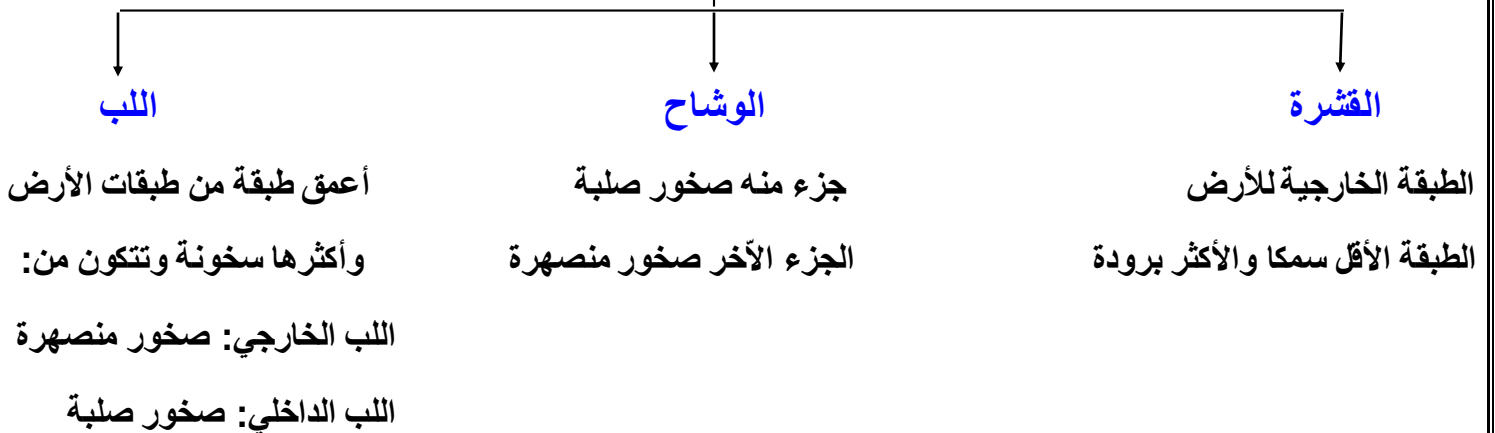 القشرة
الطبقة الخارجية للأرض
الطبقة الأقل سمكا والأكثر برودة
الوشاح
جزء منه صخور صلبة
الجزء الآخر صخور منصهرة
اللب
أعمق طبقة من طبقات الأرض
وأكثرها سخونة وتتكون من:
اللب الخارجي: صخور منصهرة
اللب الداخلي: صخور صلبة